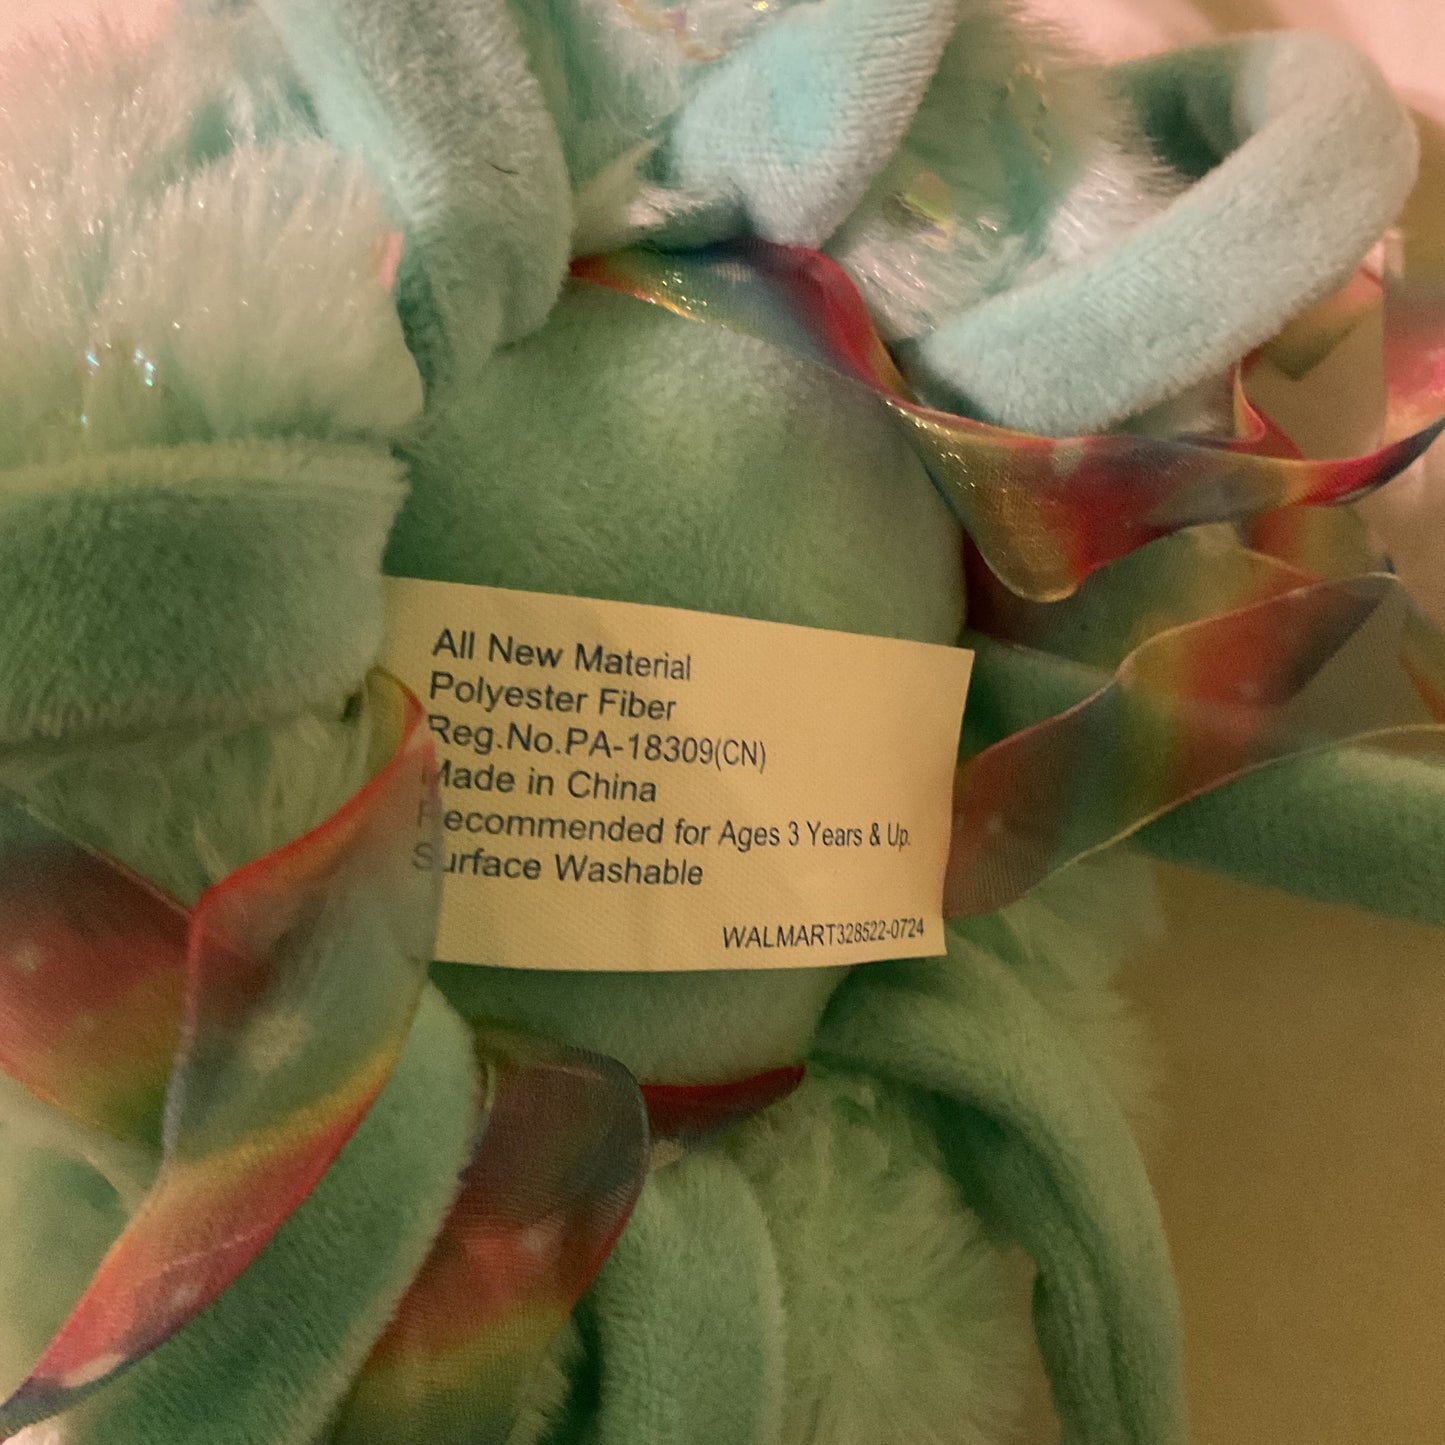 All New Material
Polyester Fiber
Reg.No.PA-18309(CN)
Made in China
Recommended for Ages 3 Years & Up.
Surface Washable
WALMART328522-0724